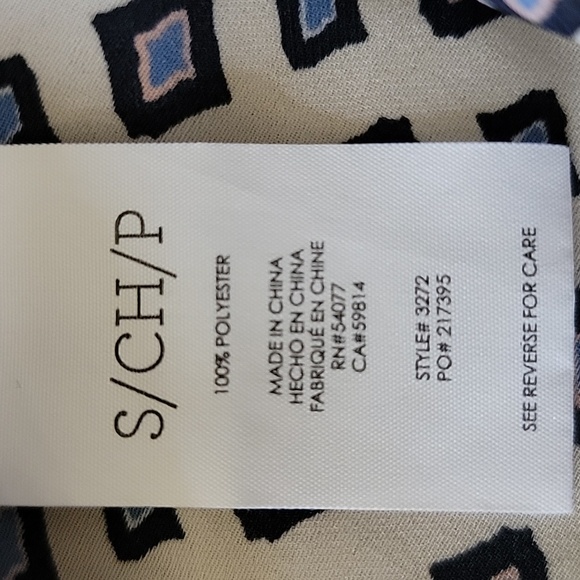 S/CH/P
100% POLYESTER
MADE IN CHINA
HECHO EN CHINA
FABRIQUÉ EN CHINE
RN#54077
CA#59814
STYLE# 3272
PO# 217395
SEE REVERSE FOR CARE